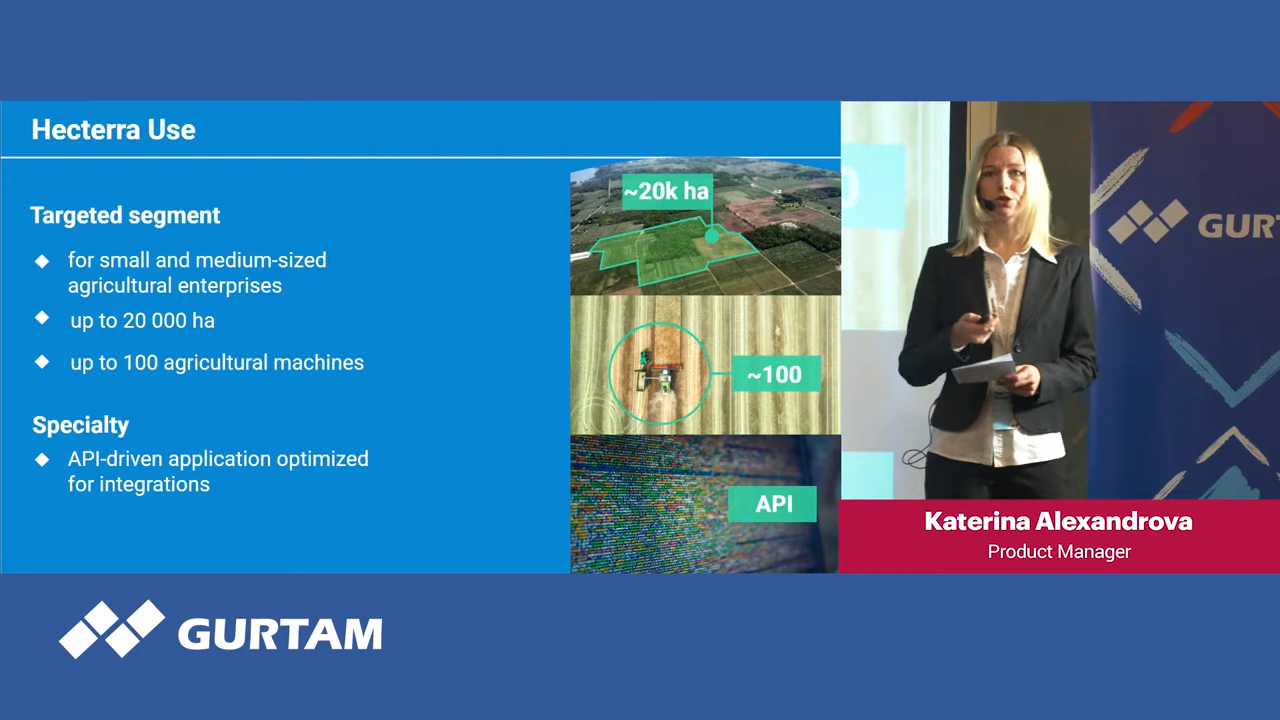 Hecterra Use
Targeted segment
for small and medium-sized
agricultural enterprises
up to 20 000 ha
up to 100 agricultural machines
Specialty
API-driven application optimized
for integrations
~20k ha
~100
API
GURT
Katerina Alexandrova
Product Manager
GURTAM